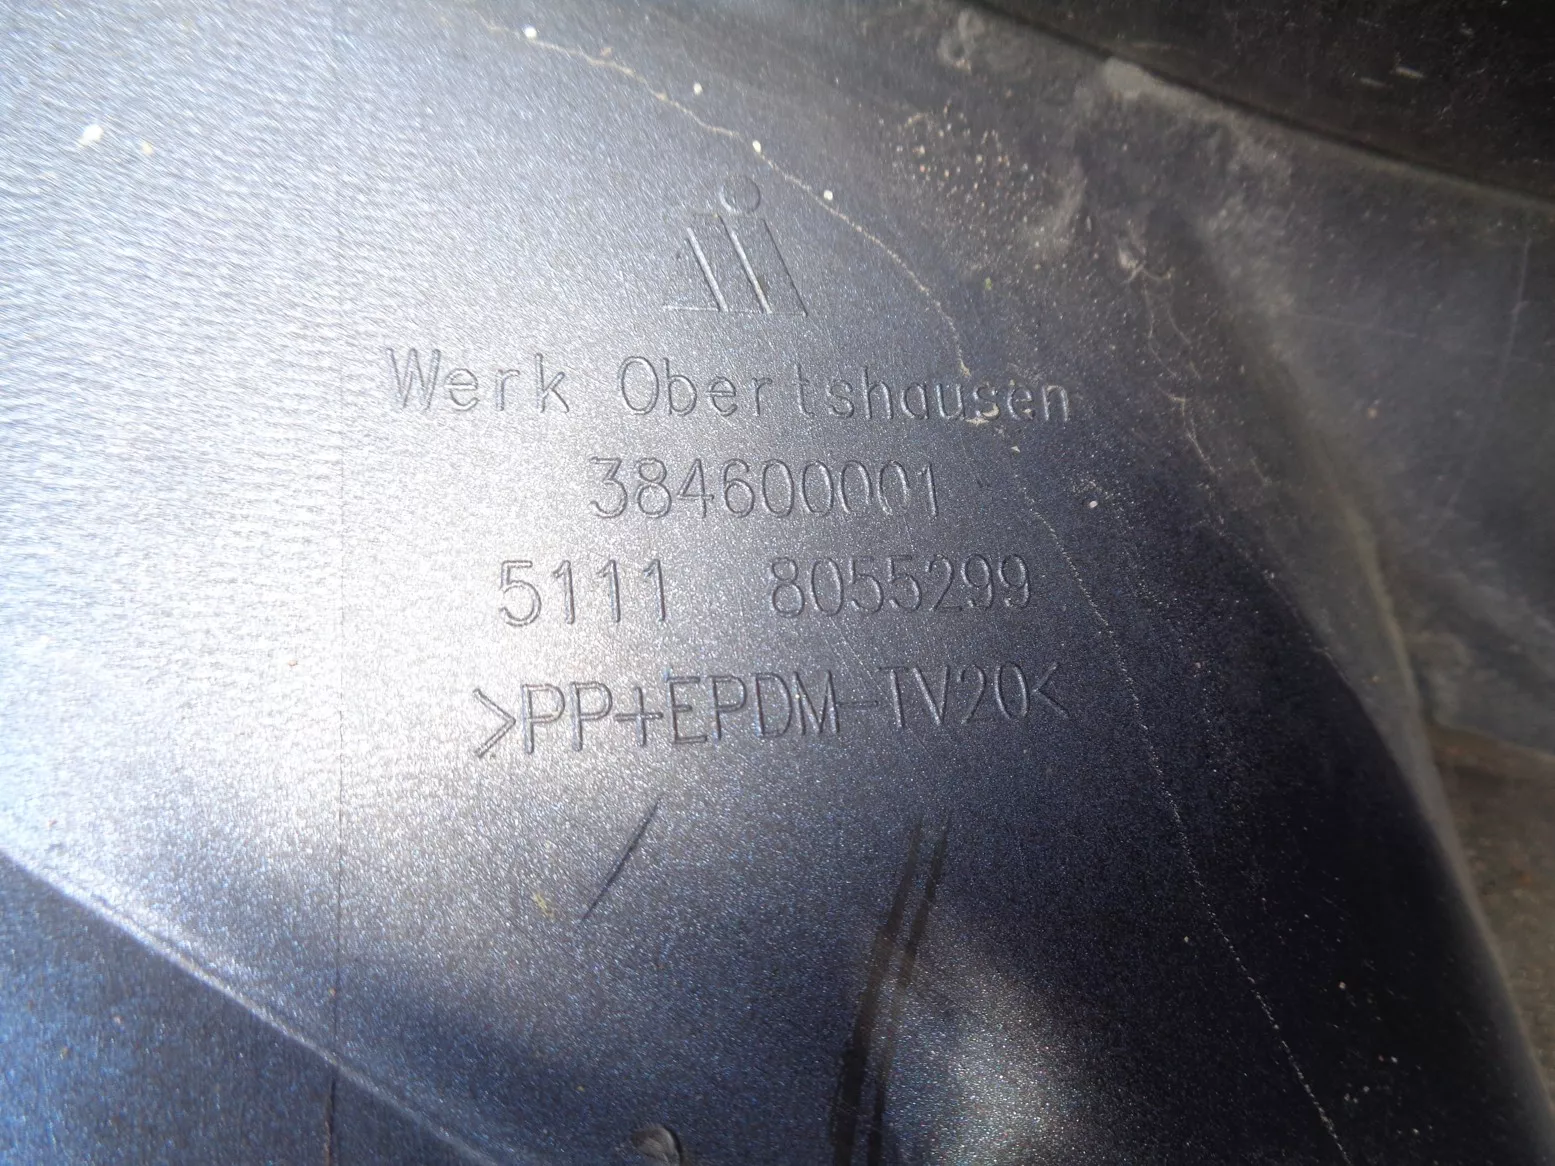 Werk Obertshausen
384600001
5111 8055299
>PP+EPDM-TV20<